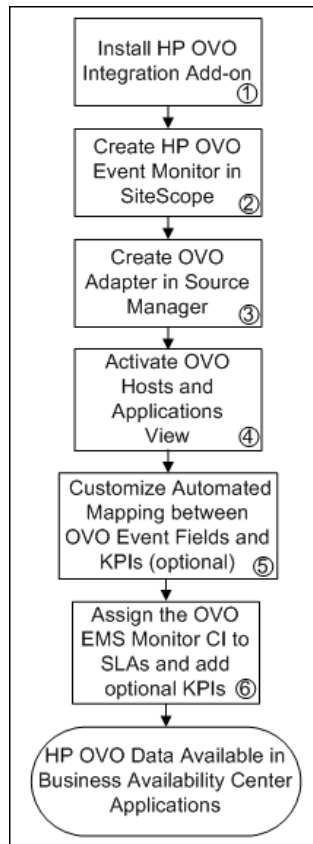 Install HP OVO
Integration Add-on
①
Create HP OVO
Event Monitor in
SiteScope
②
Create OVO
Adapter in Source
Manager
③
Activate OVO
Hosts and
Applications
View
④
Customize Automated
Mapping between
OVO Event Fields and
KPIs (optional)
⑤
Assign the OVO
EMS Monitor CI to
SLAs and add
optional KPIs ⑥
HP OVO Data Available in
Business Availability Center
Applications